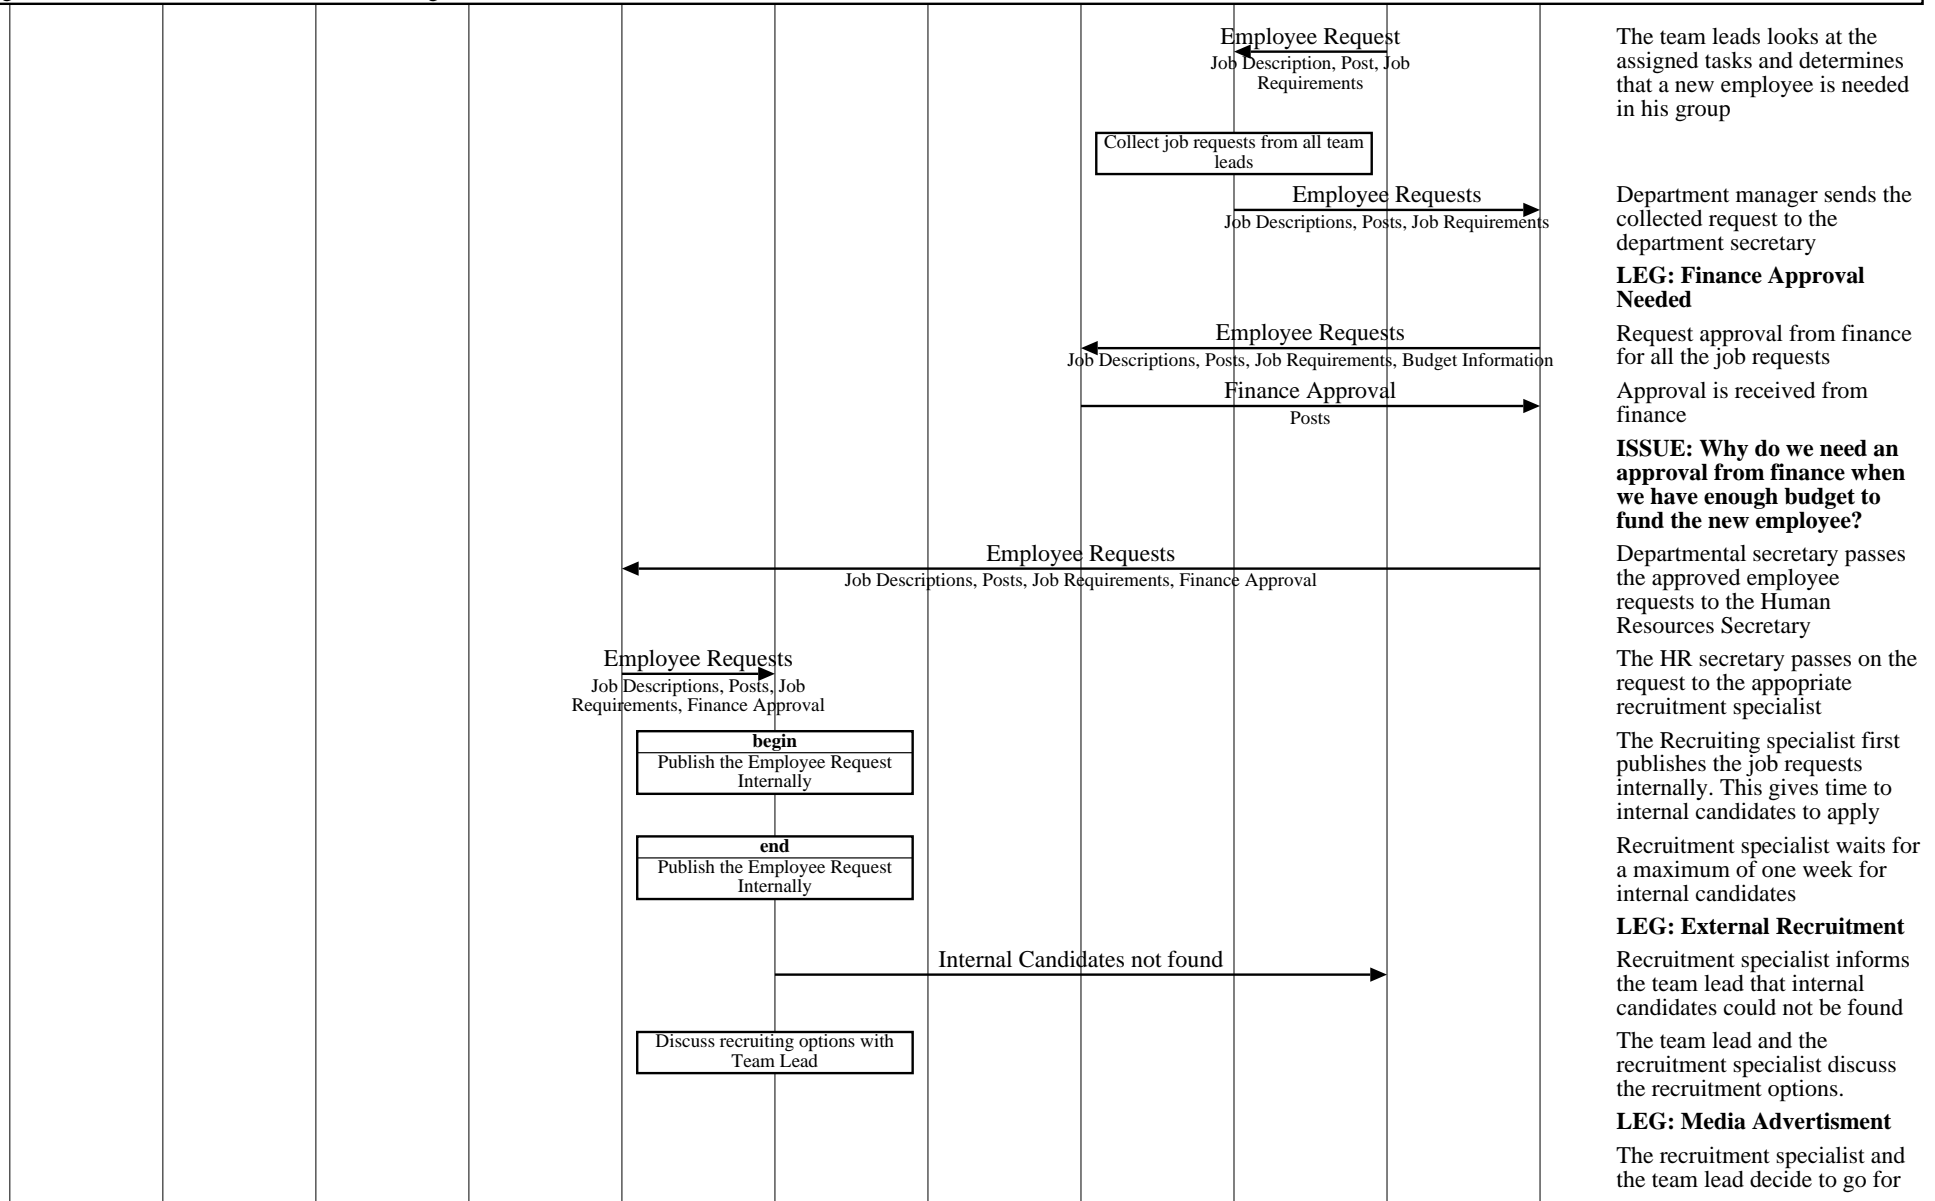 Employee Request
Job Description, Post, Job
Requirements
The team leads looks at the
assigned tasks and determines
that a new employee is needed
in his group
Collect job requests from all team
leads
Employee Requests
Job Descriptions, Posts, Job Requirements
Department manager sends the
collected request to the
department secretary
LEG: Finance Approval
Needed
Employee Requests
Job Descriptions, Posts, Job Requirements, Budget Information
Request approval from finance
for all the job requests
Finance Approval
Posts
Approval is received from
finance
ISSUE: Why do we need an
approval from finance when
we have enough budget to
fund the new employee?
Employee Requests
Job Descriptions, Posts, Job Requirements, Finance Approval
Departmental secretary passes
the approved employee
requests to the Human
Resources Secretary
Employee Requests
Job Descriptions, Posts, Job
Requirements, Finance Approval
The HR secretary passes on the
request to the appopriate
recruitment specialist
begin
Publish the Employee Request
Internally
The Recruiting specialist first
publishes the job requests
internally. This gives time to
internal candidates to apply
end
Publish the Employee Request
Internally
Recruitment specialist waits for
a maximum of one week for
internal candidates
LEG: External Recruitment
Internal Candidates not found
Recruitment specialist informs
the team lead that internal
candidates could not be found
Discuss recruiting options with
Team Lead
The team lead and the
recruitment specialist discuss
the recruitment options.
LEG: Media Advertisment
The recruitment specialist and
the team lead decide to go for